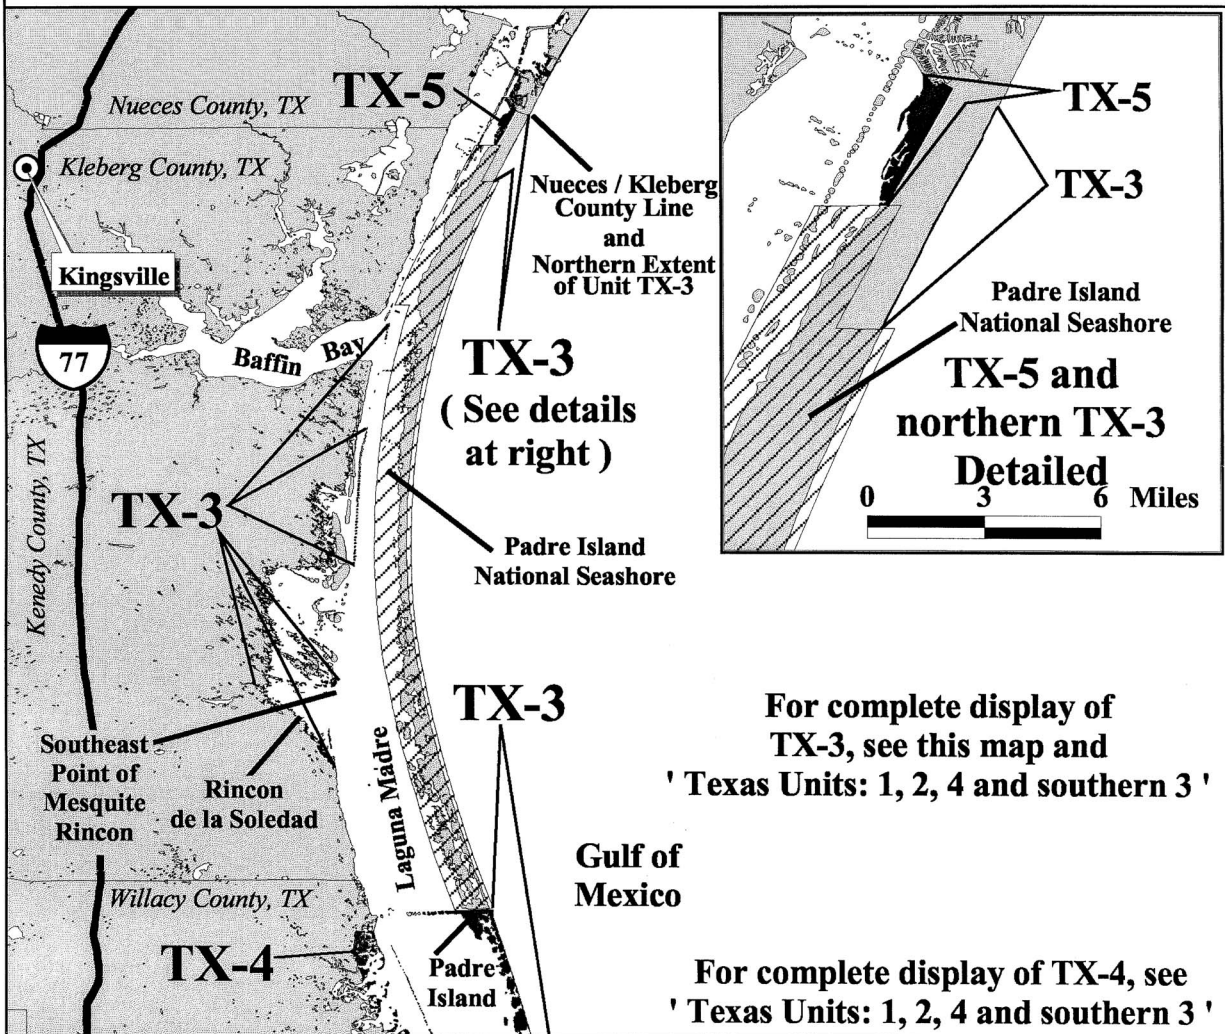 Nueces County, TX
TX-5
Kleberg County, TX
Kingsville
Nueces / Kleberg
County Line
and
Northern Extent
of Unit TX-3
77
Baffin Bay
TX-3
( See details
at right )
Kenedy County, TX
TX-3
Padre Island
National Seashore
TX-3
Southeast
Point of
Mesquite
Rincon
Rincon
de la Soledad
Laguna Madre
Gulf of
Mexico
Willacy County, TX
TX-4
Padre
Island
TX-5
TX-3
Padre Island
National Seashore
TX-5 and
northern TX-3
Detailed
0 3 6 Miles
For complete display of
TX-3, see this map and
' Texas Units: 1, 2, 4 and southern 3 '
For complete display of TX-4, see
' Texas Units: 1, 2, 4 and southern 3 '